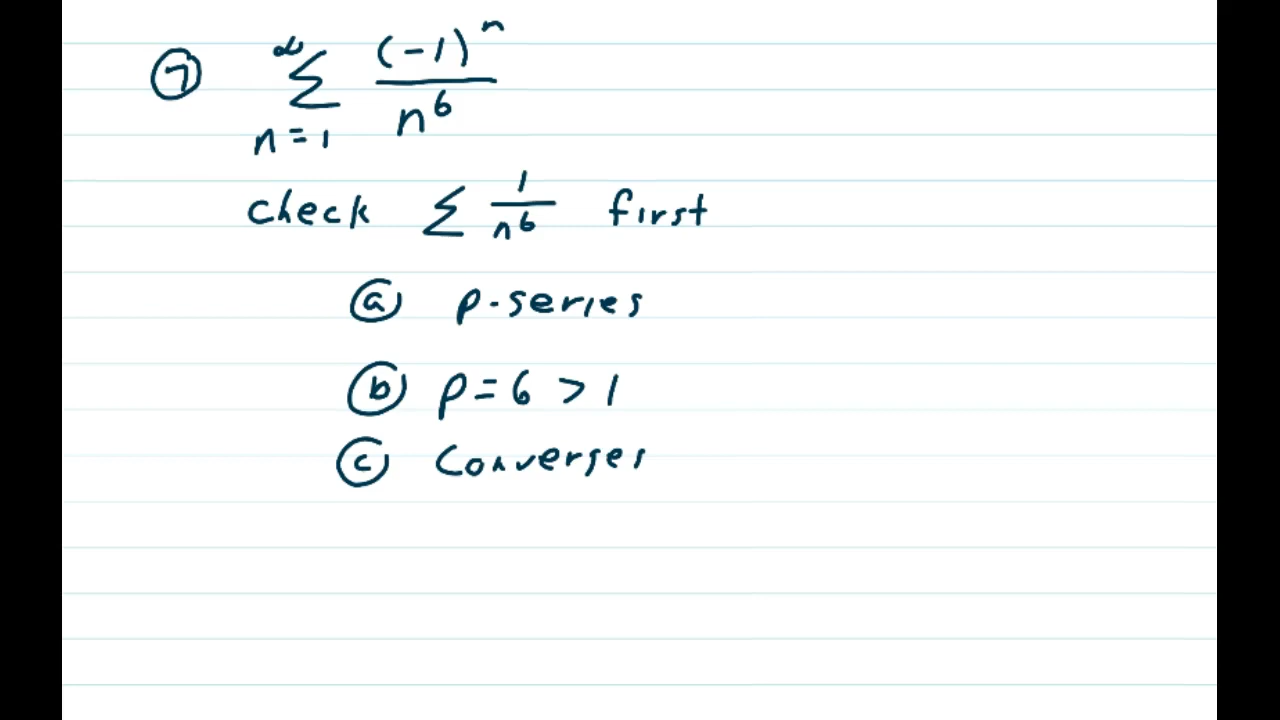 ⑦ ∞ ∑ n = 1 (-1)^n / n^6
check ∑ 1/n^6 first
ⓐ p-series
ⓑ p = 6 > 1
ⓒ Converges